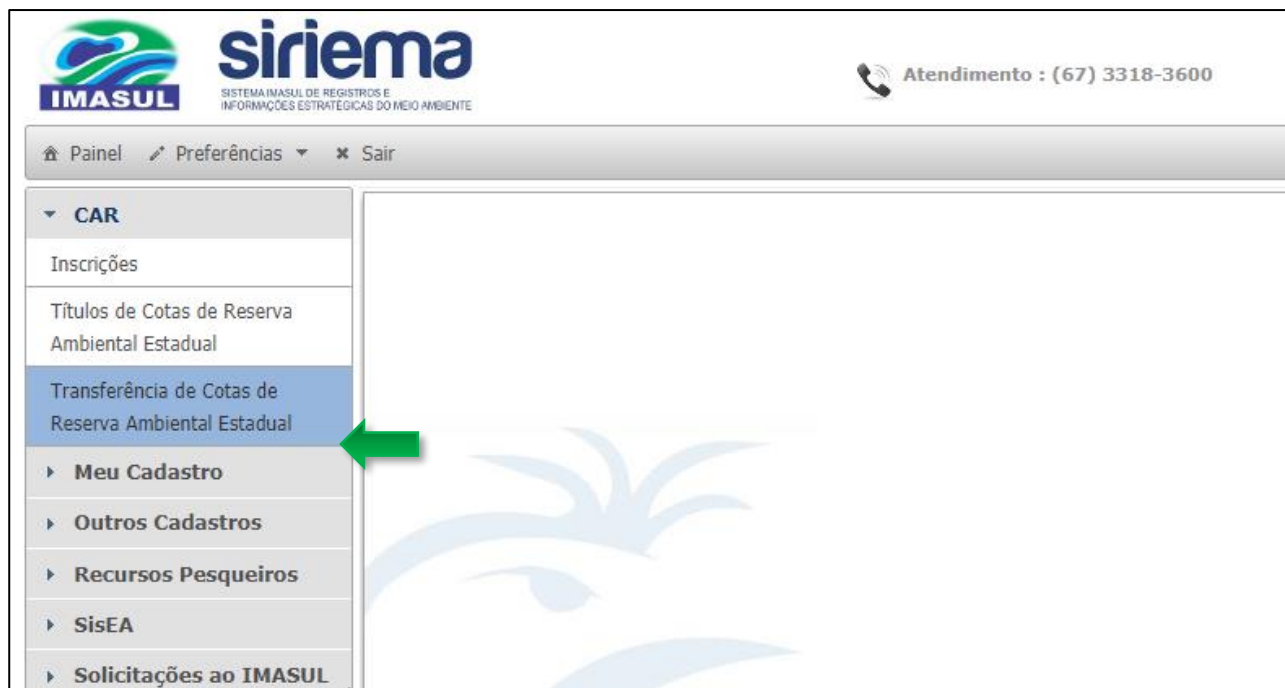 IMASUL
siriema
SISTEMA IMASUL DE REGISTROS E
INFORMAÇÕES ESTRATÉGICAS DO MEIO AMBIENTE
Atendimento : (67) 3318-3600
Painel Preferências Sair
CAR
Inscrições
Títulos de Cotas de Reserva
Ambiental Estadual
Transferência de Cotas de
Reserva Ambiental Estadual
Meu Cadastro
Outros Cadastros
Recursos Pesqueiros
SisEA
Solicitações ao IMASUL